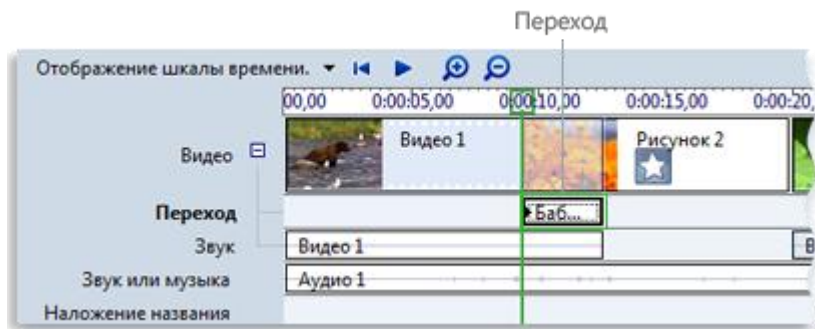 Переход
Отображение шкалы времени.
00,00 0:00:05,00 0:00:10,00 0:00:15,00 0:00:20,
Видео Видео 1 Рисунок 2
Переход Баб...
Звук Видео 1 В
Звук или музыка Аудио 1
Наложение названия